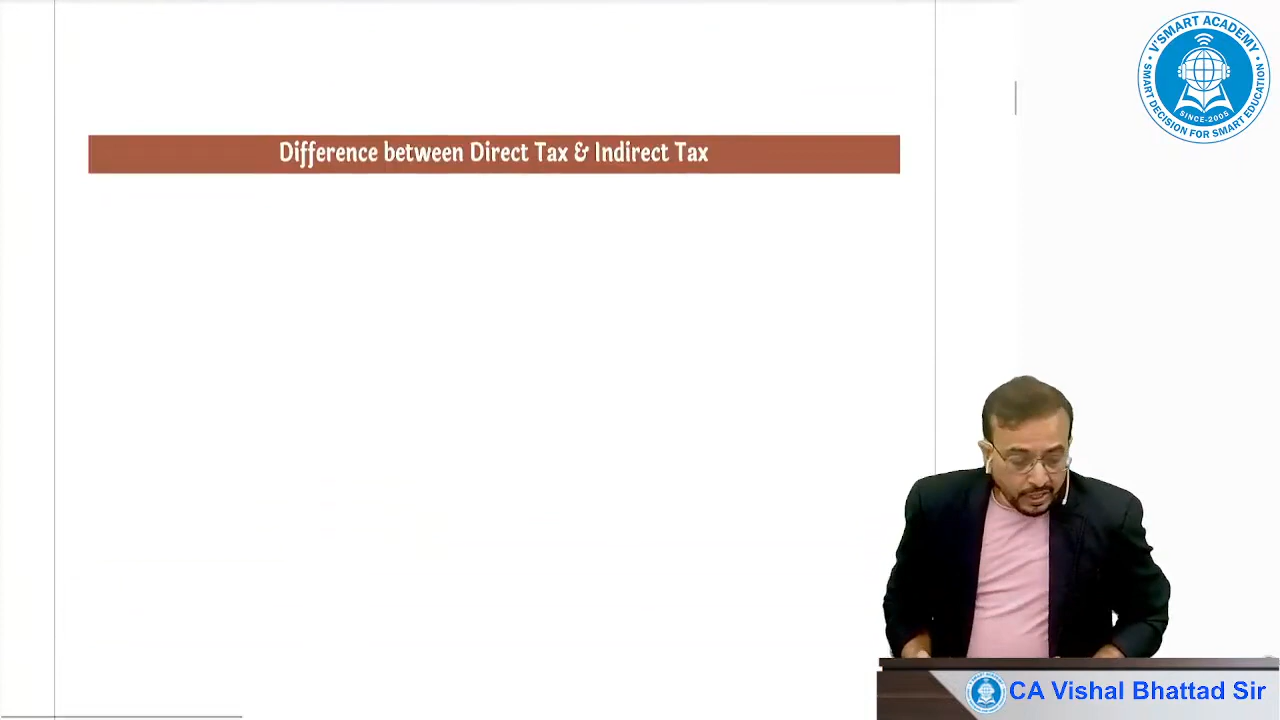 V'SMART ACADEMY
SMART DECISION FOR SMART EDUCATION
SINCE-2005
Difference between Direct Tax & Indirect Tax
CA Vishal Bhattad Sir